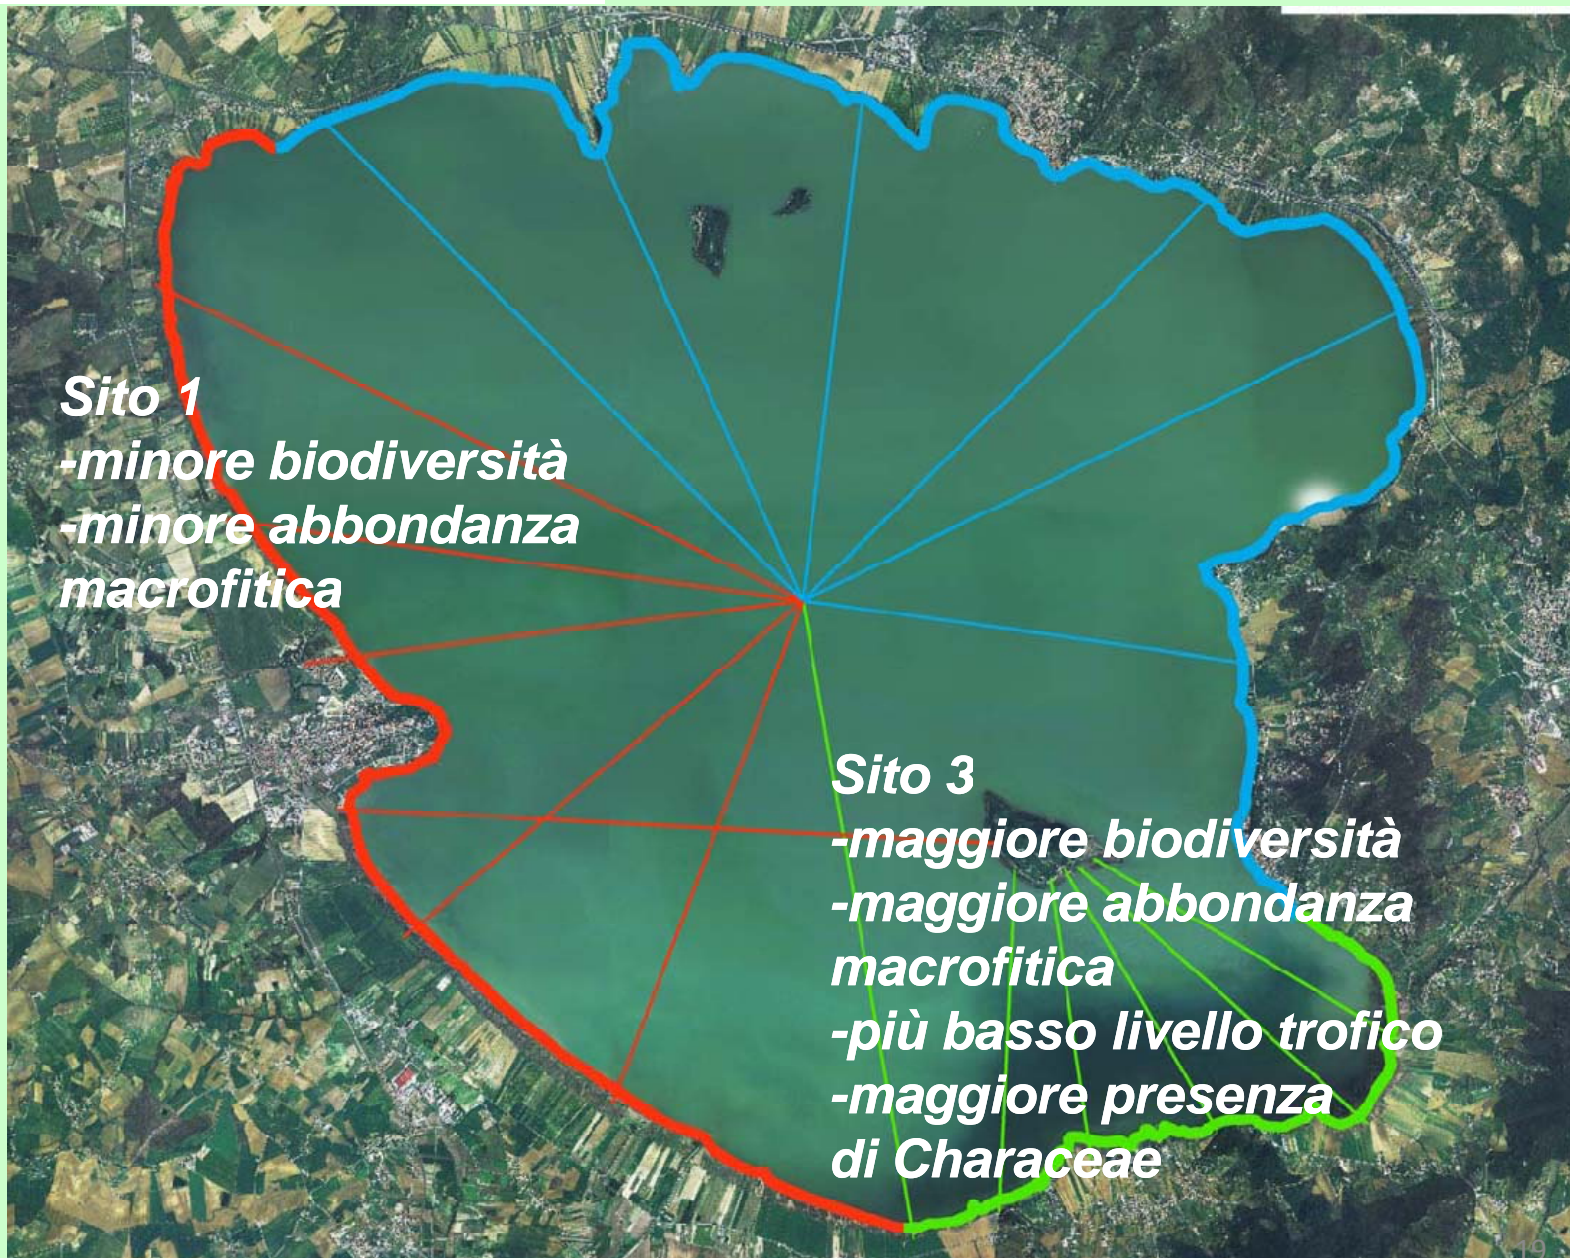 Sito 1
-minore biodiversità
-minore abbondanza
macrofitica
Sito 3
-maggiore biodiversità
-maggiore abbondanza
macrofitica
-più basso livello trofico
-maggiore presenza
di Characeae